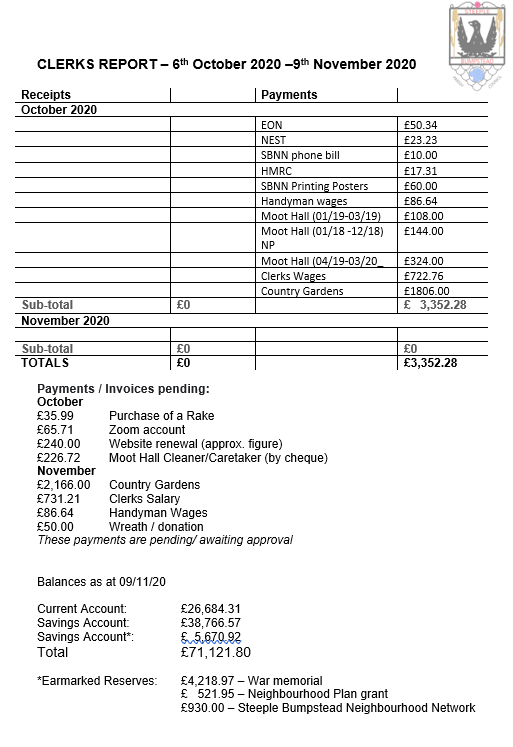 STEEPLE
BUMPSTEAD
CLERKS REPORT – 6th October 2020 –9th November 2020
Receipts Payments
October 2020
EON £50.34
NEST £23.23
SBNN phone bill £10.00
HMRC £17.31
SBNN Printing Posters £60.00
Handyman wages £86.64
Moot Hall (01/19-03/19) £108.00
Moot Hall (01/18 -12/18) £144.00
NP
Moot Hall (04/19-03/20_ £324.00
Clerks Wages £722.76
Country Gardens £1806.00
Sub-total £0 £ 3,352.28
November 2020
Sub-total £0 £0
TOTALS £0 £3,352.28
Payments / Invoices pending:
October
£35.99 Purchase of a Rake
£65.71 Zoom account
£240.00 Website renewal (approx. figure)
£226.72 Moot Hall Cleaner/Caretaker (by cheque)
November
£2,166.00 Country Gardens
£731.21 Clerks Salary
£86.64 Handyman Wages
£50.00 Wreath / donation
These payments are pending/ awaiting approval
Balances as at 09/11/20
Current Account: £26,684.31
Savings Account: £38,766.57
Savings Account*: £ 5,670.92
Total £71,121.80
*Earmarked Reserves: £4,218.97 – War memorial
£ 521.95 – Neighbourhood Plan grant
£930.00 – Steeple Bumpstead Neighbourhood Network